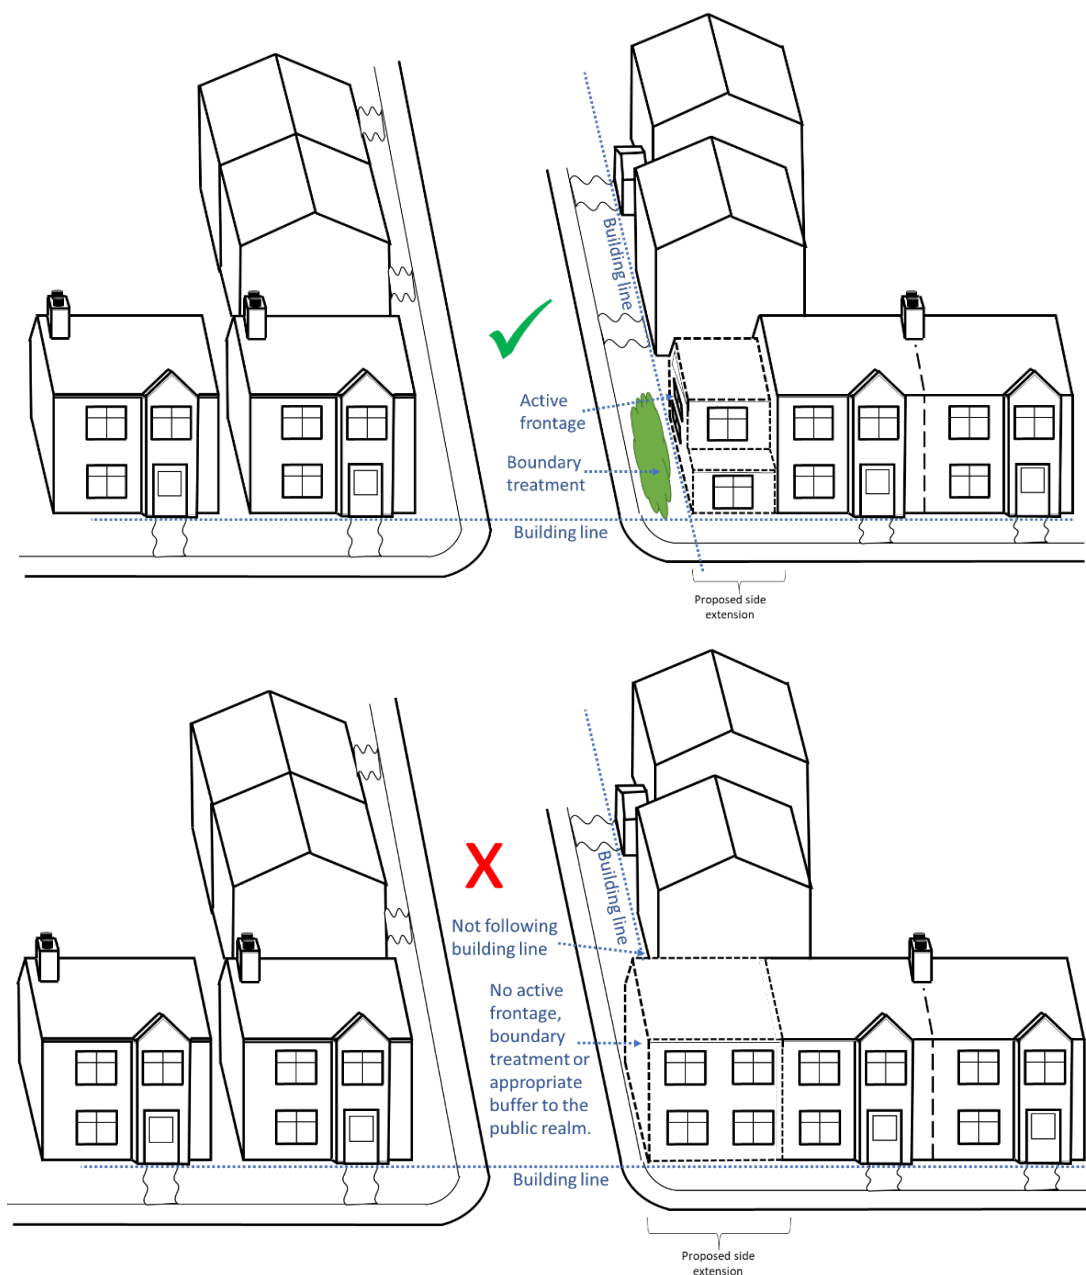 Building line
Active
frontage
Boundary
treatment
Building line
Proposed side
extension
X
Building line
Not following
building line
No active
frontage,
boundary
treatment or
appropriate
buffer to the
public realm.
Building line
Proposed side
extension